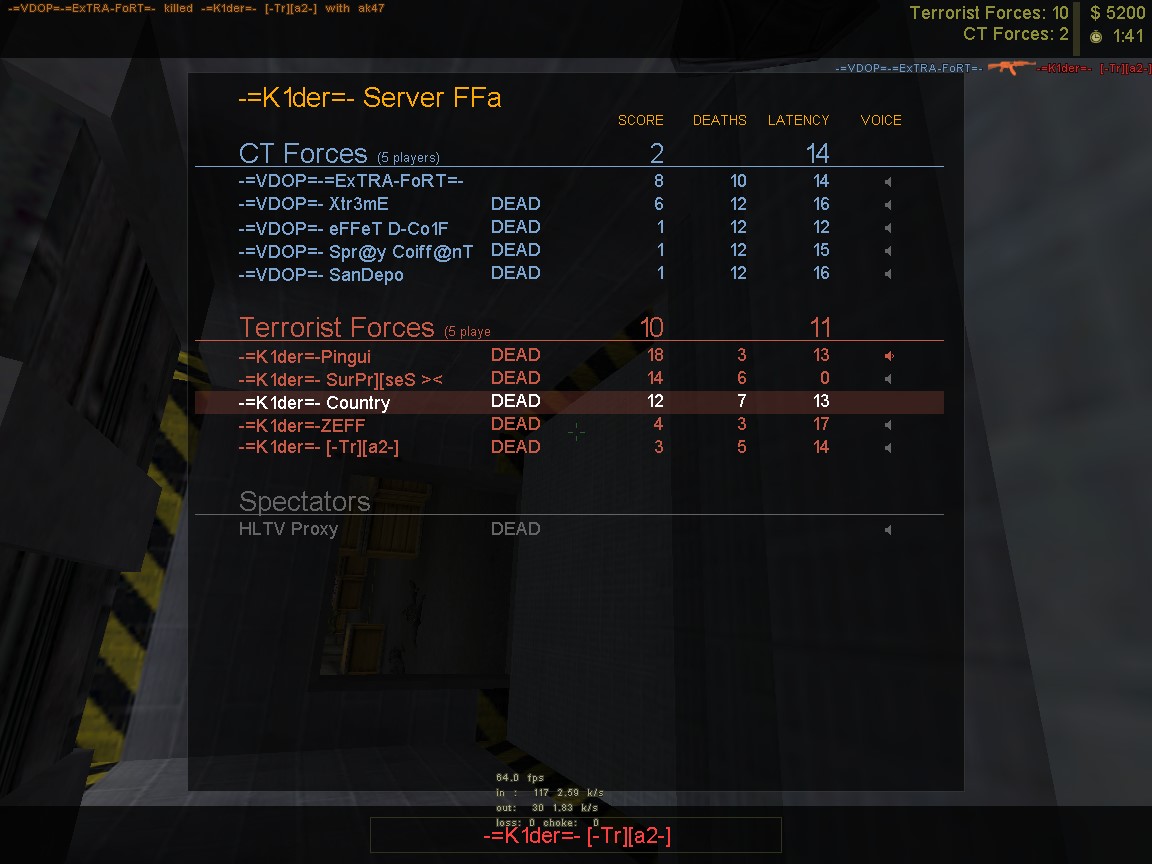 -=VDOP=-=ExTRA-FoRT=- killed -=K1der=- [-Tr][a2-] with ak47
Terrorist Forces: 10
CT Forces: 2
$ 5200
1:41
-=VDOP=-=ExTRA-FoRT=- -=K1der=- [-Tr][a2-]
-=K1der=- Server FFa
SCORE DEATHS LATENCY VOICE
CT Forces (5 players) 2 14
-=VDOP=-=ExTRA-FoRT=- 8 10 14
-=VDOP=- Xtr3mE DEAD 6 12 16
-=VDOP=- eFFeT D-Co1F DEAD 1 12 12
-=VDOP=- Spr@y Coiff@nT DEAD 1 12 15
-=VDOP=- SanDepo DEAD 1 12 16
Terrorist Forces (5 playe 10 11
-=K1der=-Pingui DEAD 18 3 13
-=K1der=- SurPr][seS >< DEAD 14 6 0
-=K1der=- Country DEAD 12 7 13
-=K1der=-ZEFF DEAD 4 3 17
-=K1der=- [-Tr][a2-] DEAD 3 5 14
Spectators
HLTV Proxy DEAD
64.0 fps
in : 117 2.59 k/s
out: 30 1.83 k/s
loss: 0 choke: 0
-=K1der=- [-Tr][a2-]